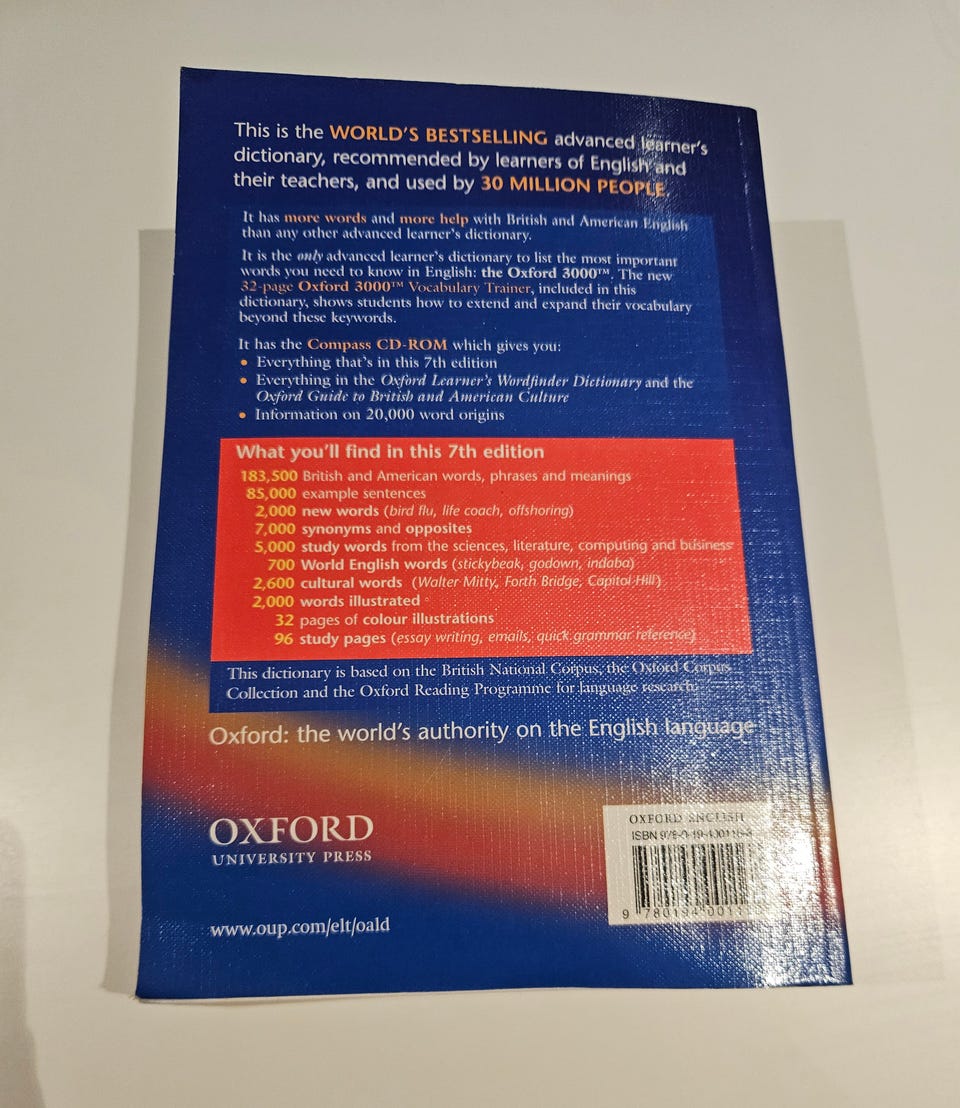 This is the WORLD'S BESTSELLING advanced learner's
dictionary, recommended by learners of English and
their teachers, and used by 30 MILLION PEOPLE.
It has more words and more help with British and American English
than any other advanced learner's dictionary.
It is the only advanced learner's dictionary to list the most important
words you need to know in English: the Oxford 3000™. The new
32-page Oxford 3000™ Vocabulary Trainer, included in this
dictionary, shows students how to extend and expand their vocabulary
beyond these keywords.
It has the Compass CD-ROM which gives you:
• Everything that's in this 7th edition
• Everything in the Oxford Learner's Wordfinder Dictionary and the
Oxford Guide to British and American Culture
• Information on 20,000 word origins
What you'll find in this 7th edition
183,500 British and American words, phrases and meanings
85,000 example sentences
2,000 new words (bird flu, life coach, offshoring)
7,000 synonyms and opposites
5,000 study words from the sciences, literature, computing and business
700 World English words (stickybeak, godown, indaba)
2,600 cultural words (Walter Mitty, Forth Bridge, Capitol Hill)
2,000 words illustrated
32 pages of colour illustrations
96 study pages (essay writing, emails, quick grammar reference)
This dictionary is based on the British National Corpus, the Oxford Corpus
Collection and the Oxford Reading Programme for language research.
Oxford: the world's authority on the English language
OXFORD
UNIVERSITY PRESS
www.oup.com/elt/oald
OXFORD ENGLISH
ISBN